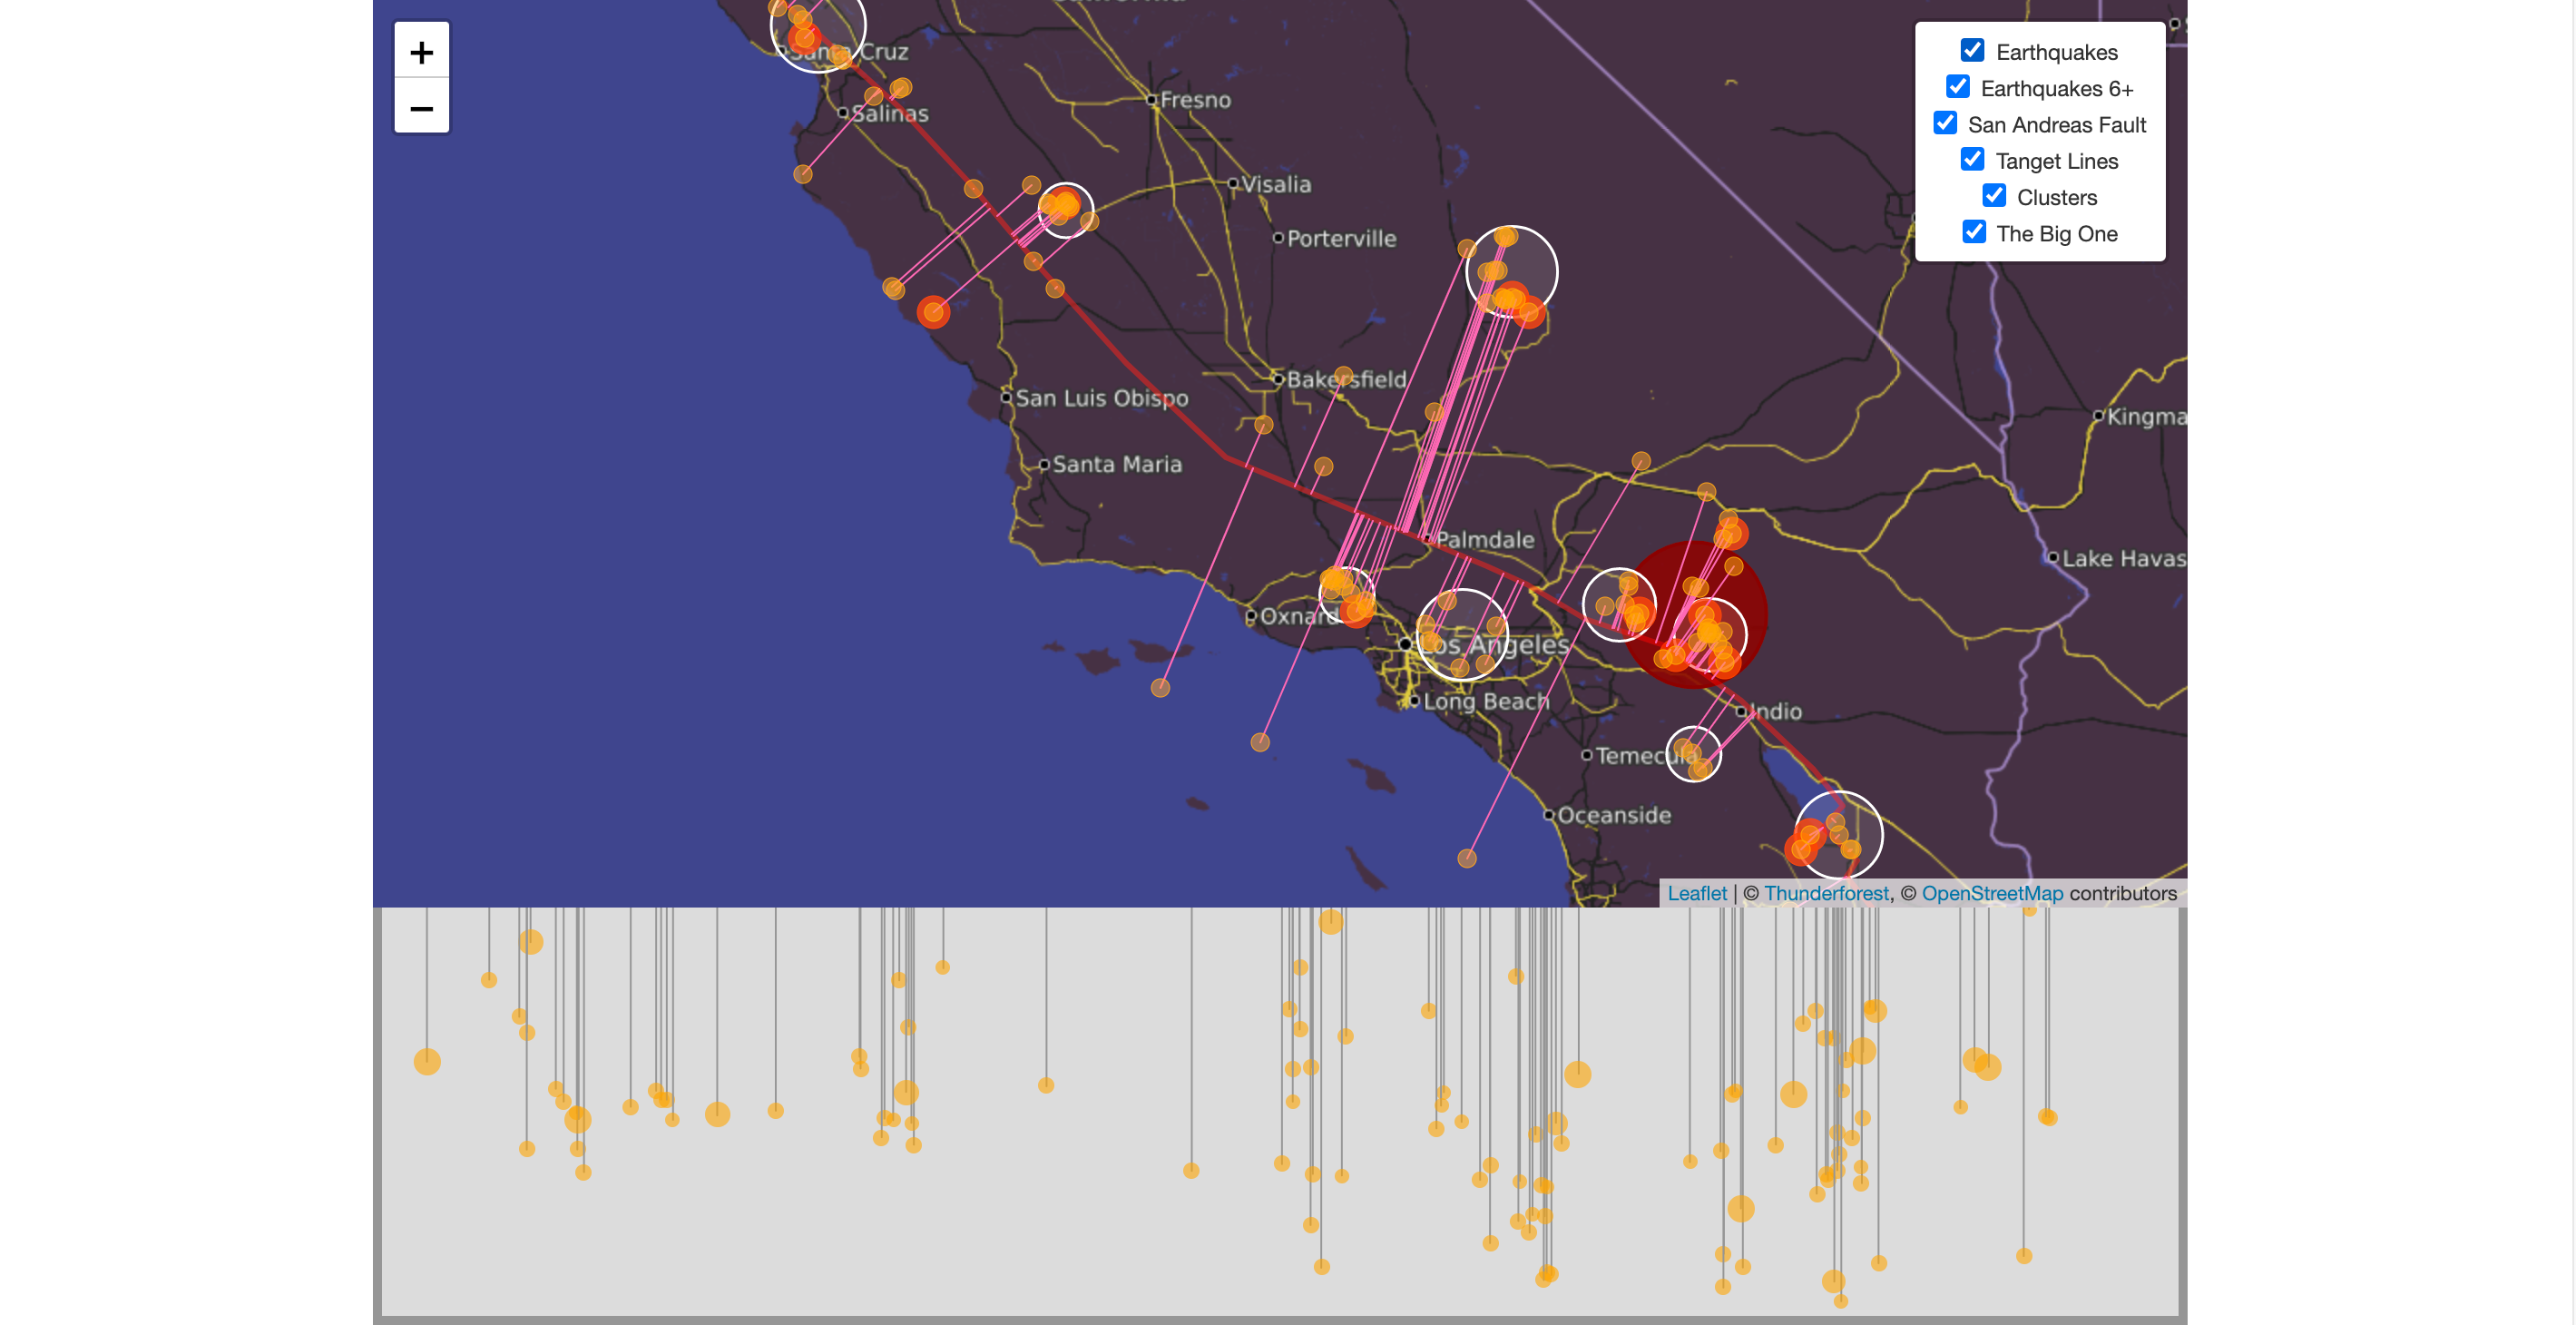 +
−
Santa Cruz
Salinas
Fresno
Visalia
Porterville
Bakersfield
San Luis Obispo
Santa Maria
Palmdale
Oxnard
Los Angeles
Long Beach
Indio
Temecula
Oceanside
Kingma
Lake Havas
Earthquakes
Earthquakes 6+
San Andreas Fault
Tanget Lines
Clusters
The Big One
Leaflet | © Thunderforest, © OpenStreetMap contributors